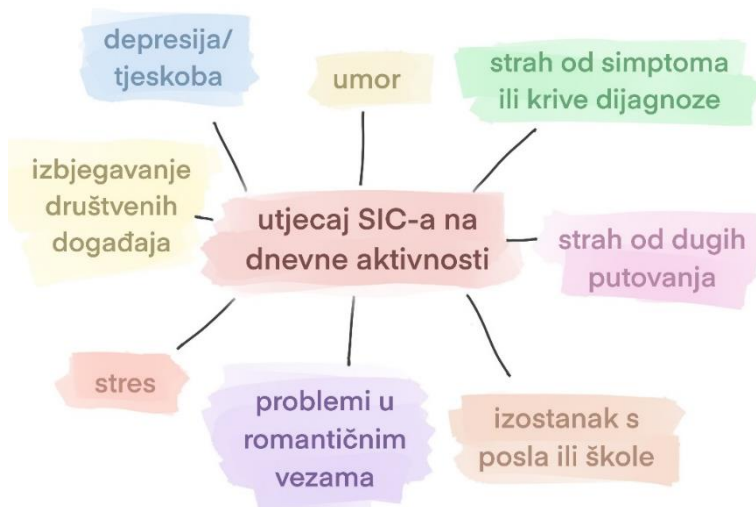 depresija/
tjeskoba
umor
strah od simptoma
ili krive dijagnoze
izbjegavanje
društvenih
događaja
utjecaj SIC-a na
dnevne aktivnosti
strah od dugih
putovanja
stres
problemi u
romantičnim
vezama
izostanak s
posla ili škole